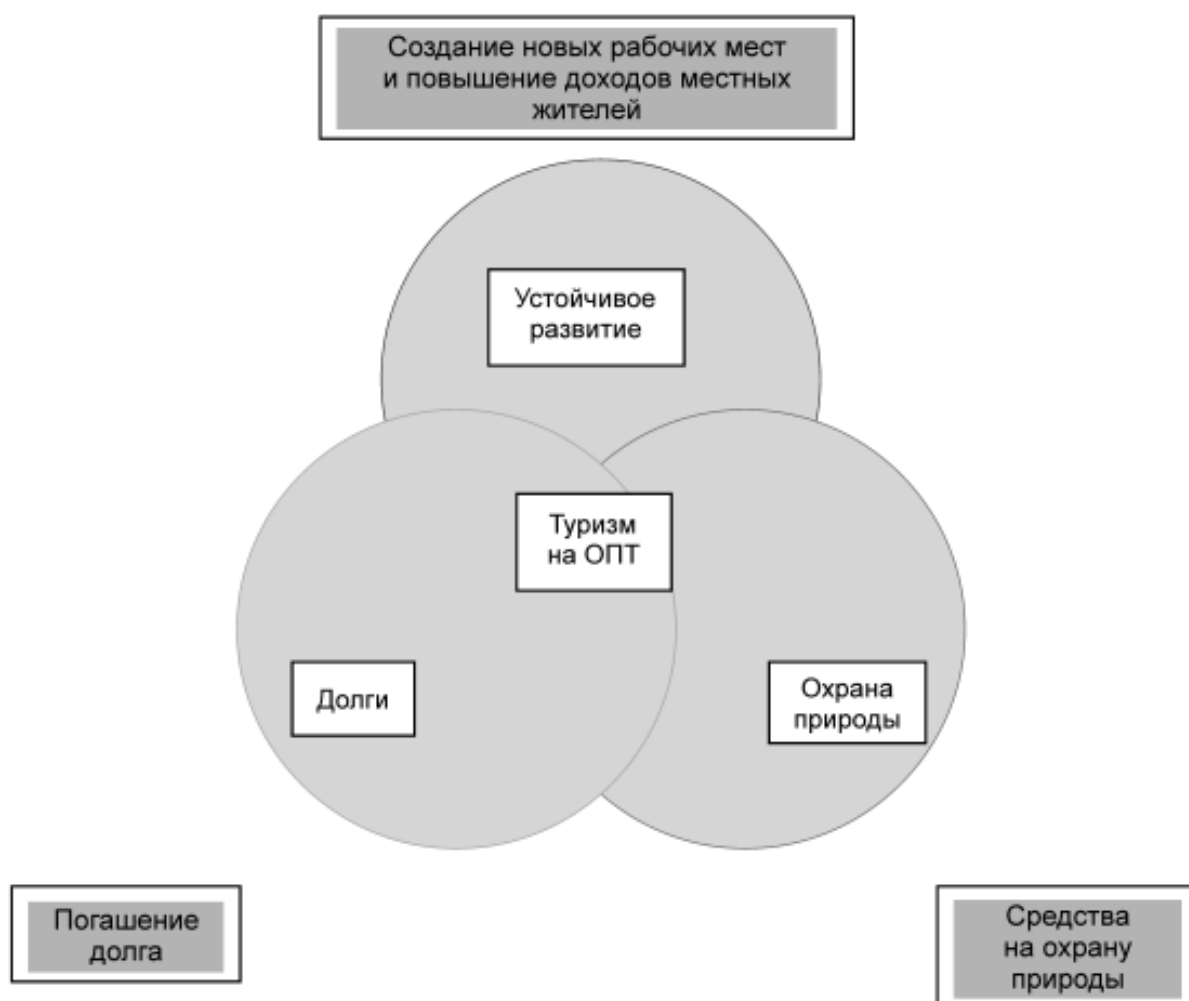 Создание новых рабочих мест
и повышение доходов местных
жителей
Устойчивое
развитие
Туризм
на ОПТ
Долги
Охрана
природы
Погашение
долга
Средства
на охрану
природы